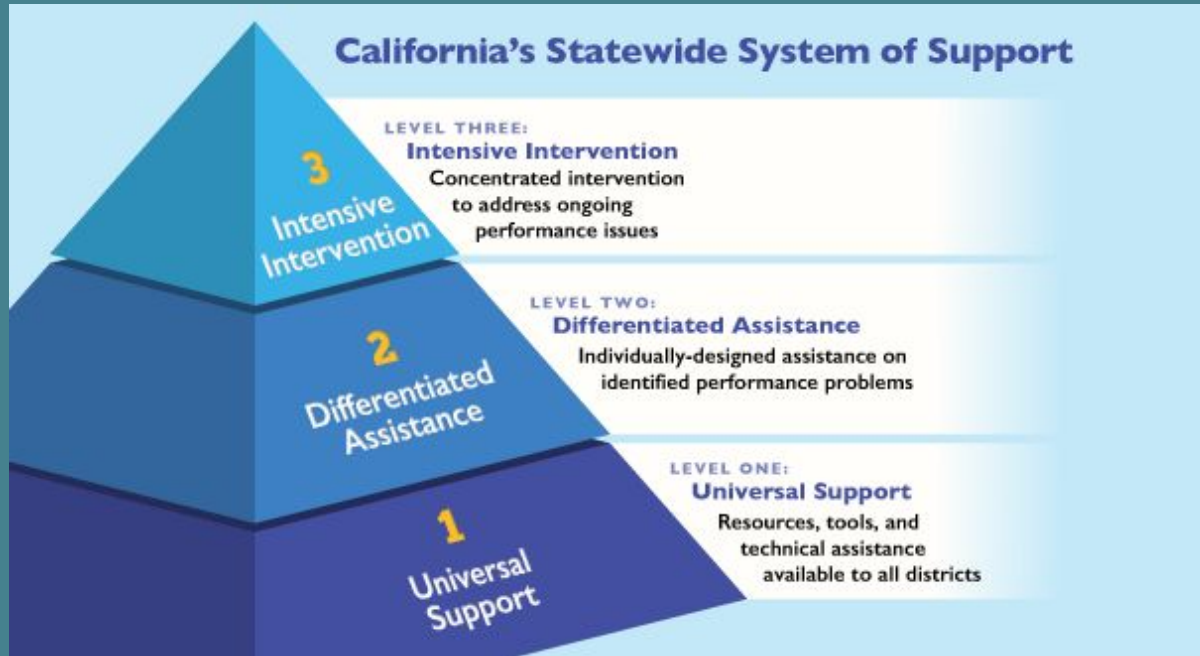 California's Statewide System of Support
LEVEL THREE:
Intensive Intervention
Concentrated intervention
to address ongoing
performance issues
3
Intensive
Intervention
LEVEL TWO:
Differentiated Assistance
Individually-designed assistance on
identified performance problems
2
Differentiated
Assistance
LEVEL ONE:
Universal Support
Resources, tools, and
technical assistance
available to all districts
1
Universal
Support